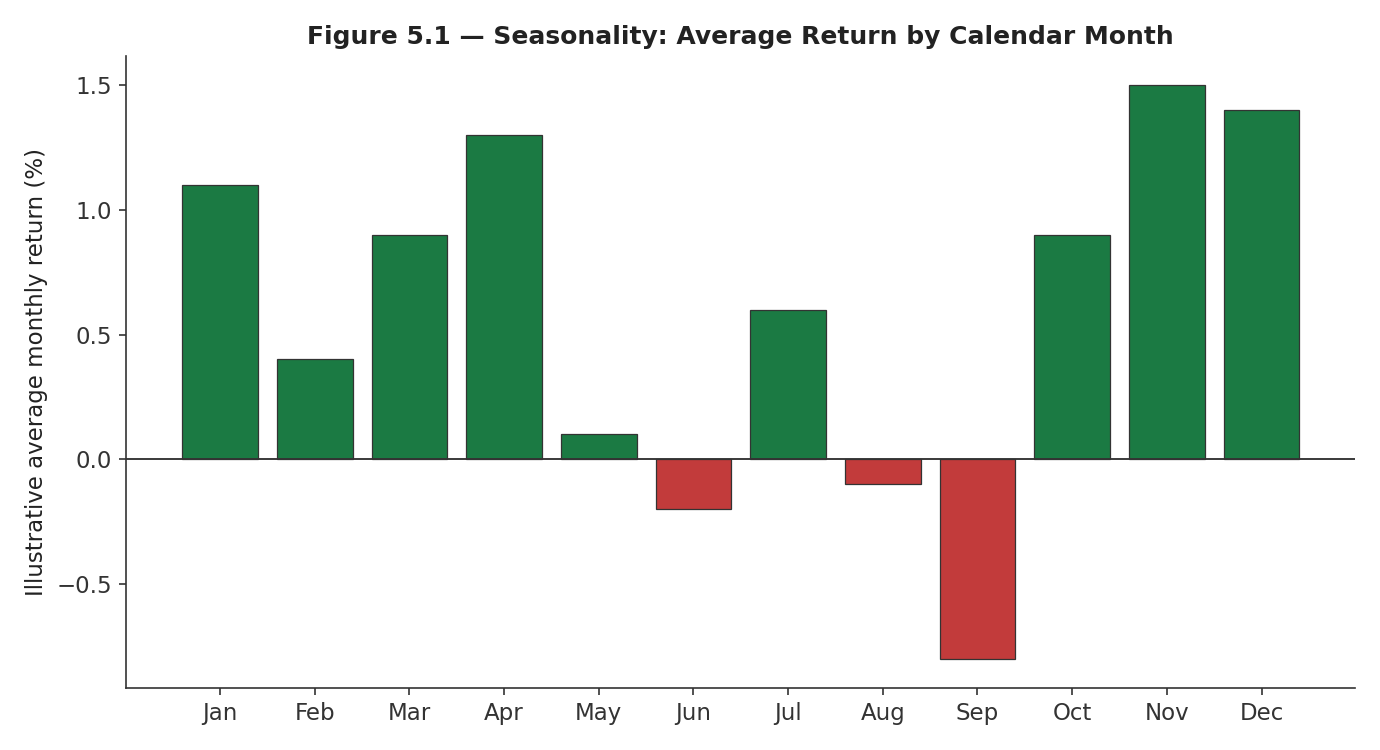 Figure 5.1 — Seasonality: Average Return by Calendar Month
Illustrative average monthly return (%)
1.5
1.0
0.5
0.0
−0.5
Jan Feb Mar Apr May Jun Jul Aug Sep Oct Nov Dec